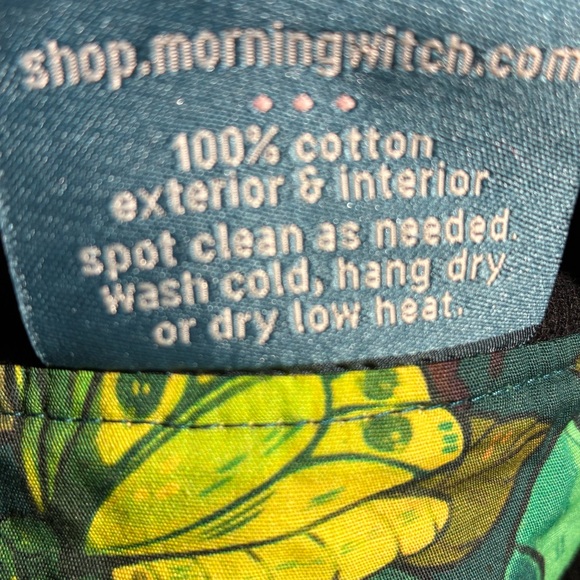 shop.morningwitch.com
100% cotton
exterior & interior
spot clean as needed.
wash cold, hang dry
or dry low heat.